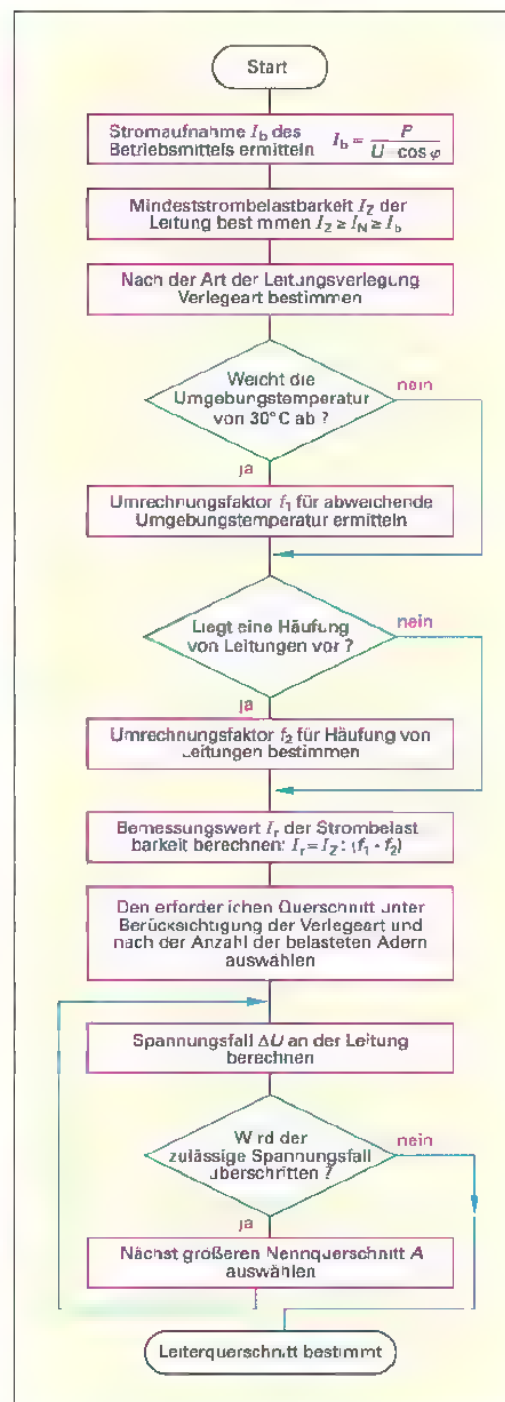 Start
Stromaufnahme I_b des
Betriebsmittels ermitteln I_b = P / (U · cos φ)
Mindeststrombelastbarkeit I_Z der
Leitung best mmen I_Z ≥ I_N ≥ I_b
Nach der Art der Leitungsverlegung
Verlegeart bestimmen
Weicht die
Umgebungstemperatur
von 30°C ab ?
nein
ja
Umrechnungsfaktor f_1 für abweichende
Umgebungstemperatur ermitteln
Liegt eine Häufung
von Leitungen vor ?
nein
ja
Umrechnungsfaktor f_2 für Häufung von
Leitungen bestimmen
Bemessungswert I_r der Strombelast
barkeit berechnen: I_r = I_Z : (f_1 · f_2)
Den erforder ichen Querschnitt unter
Berücksichtigung der Verlegeart und
nach der Anzahl der belasteten Adern
auswählen
Spannungsfall ΔU an der Leitung
berechnen
Wird der
zulässige Spannungsfall
überschritten ?
nein
ja
Nächst größeren Nennquerschnitt A
auswählen
Leiterquerschnitt bestimmt